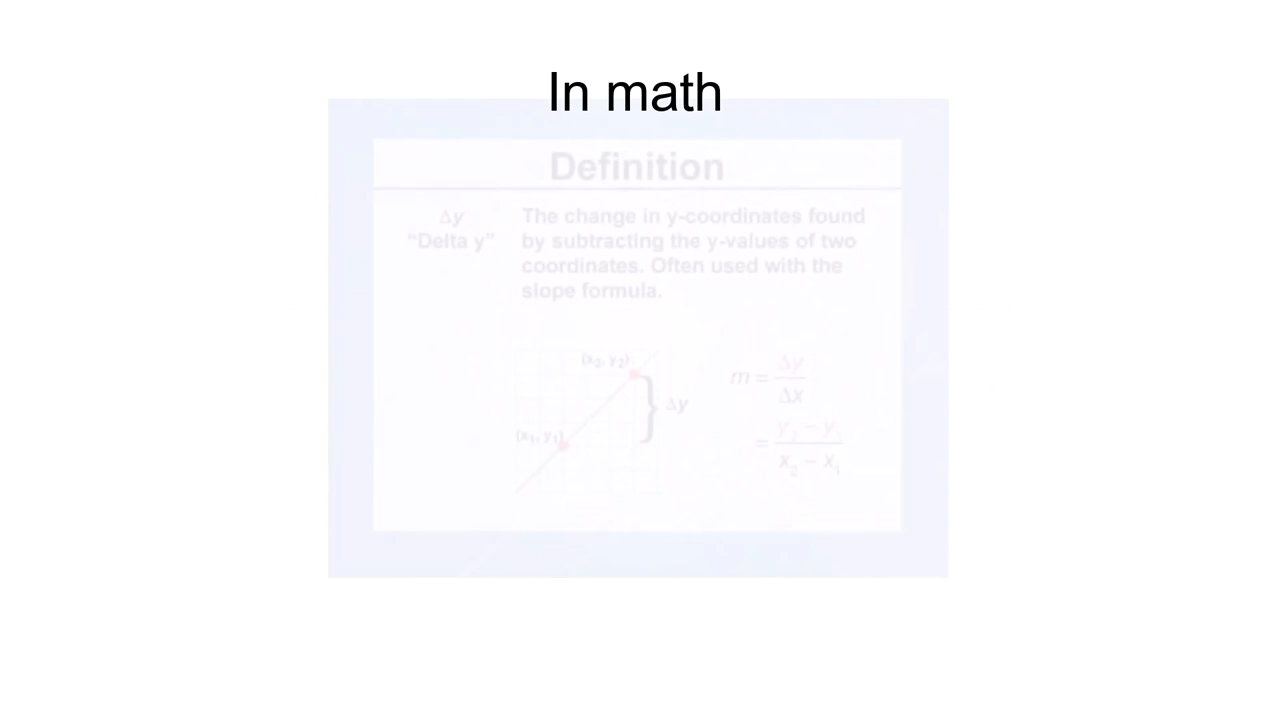 In math
Definition
Δy
"Delta y"
The change in y-coordinates found
by subtracting the y-values of two
coordinates. Often used with the
slope formula.
(x₂, y₂)
Δy
(x₁, y₁)
m = Δy / Δx
= y₂ − y₁ / x₂ − x₁